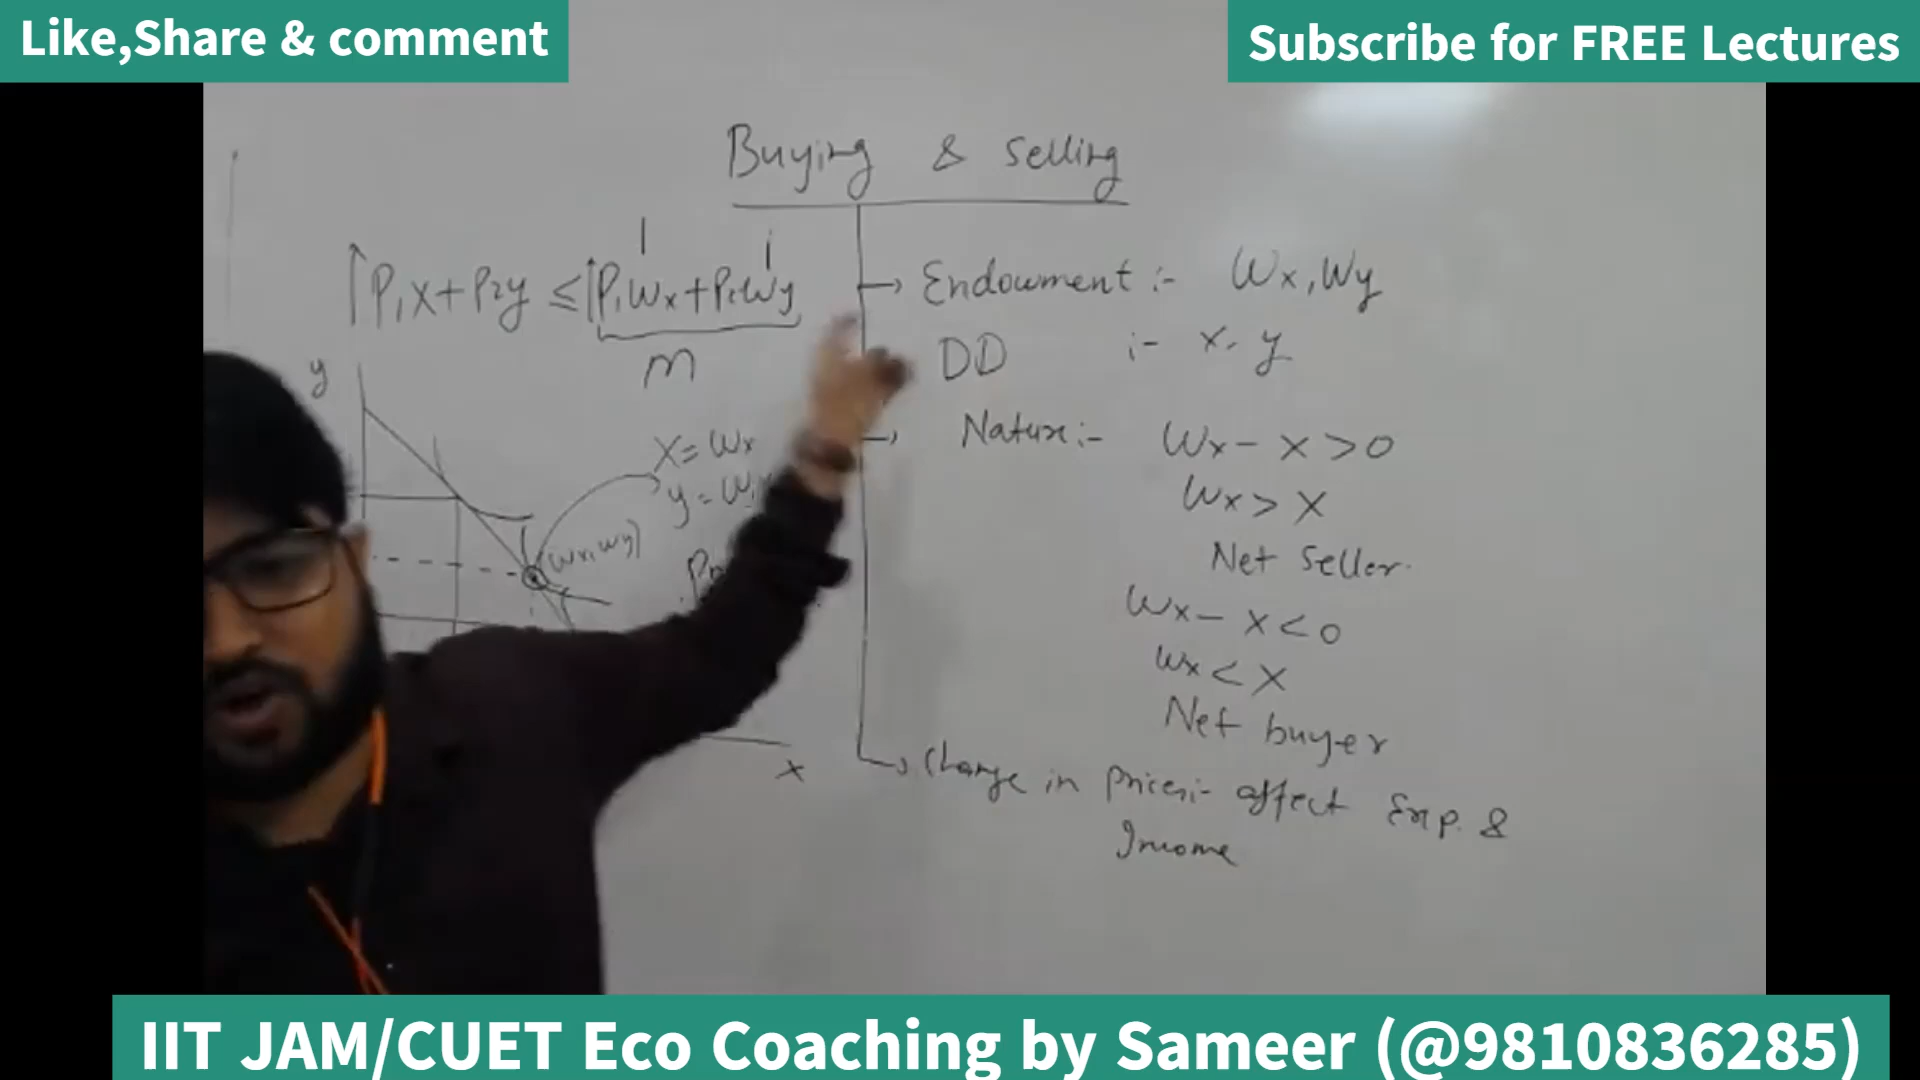 Like,Share & comment
Subscribe for FREE Lectures
Buying & Selling
P1x+P2y ≤ P1Wx+P2Wy
m
→ Endowment :- Wx, Wy
DD :- x, y
→ Nature :- Wx - x > 0
Wx > x
Net Seller.
Wx - x < 0
Wx < x
Net buyer
→ Change in prices :- affect Exp. &
Income
y
x = Wx
y =
(Wx, Wy)
x
IIT JAM/CUET Eco Coaching by Sameer (@9810836285)